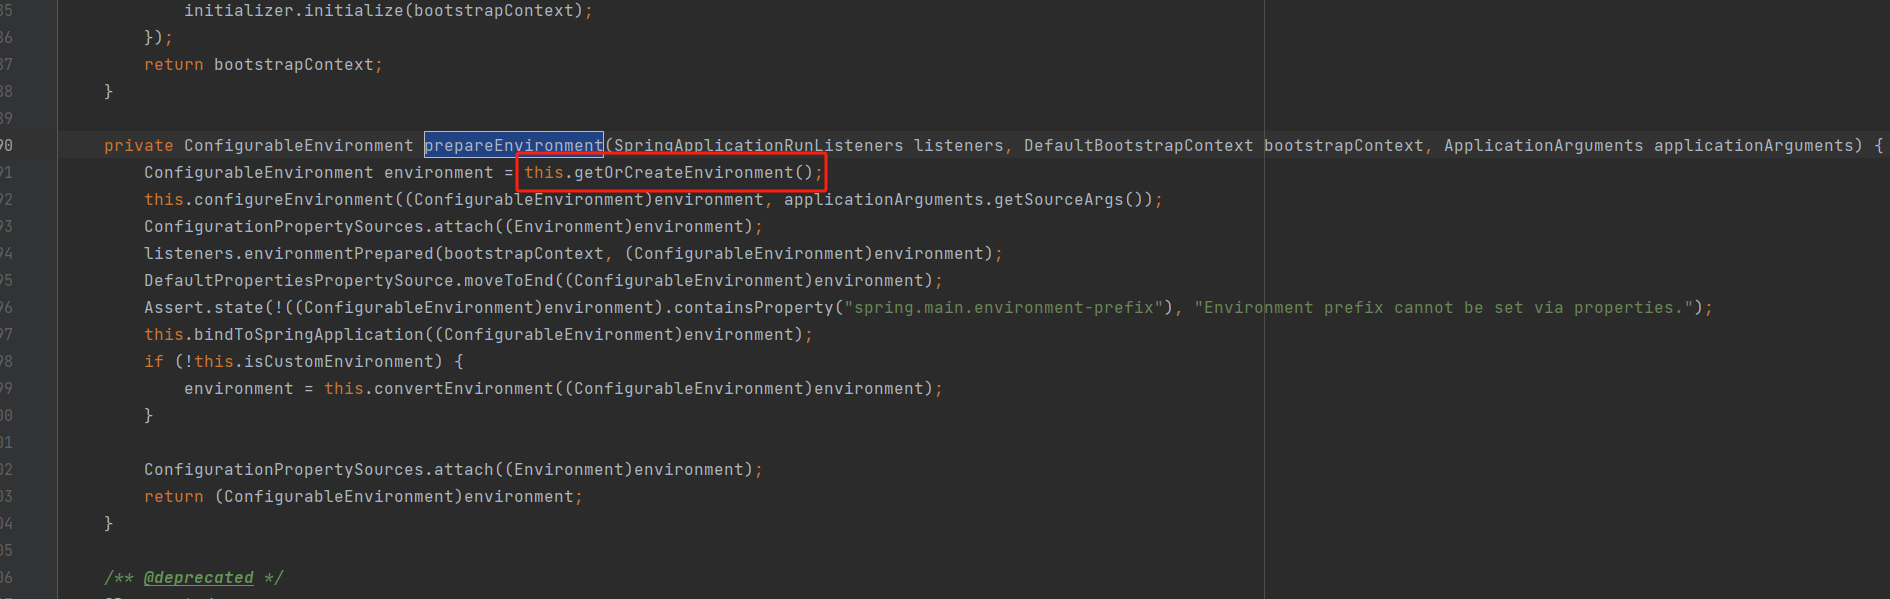 35 initializer.initialize(bootstrapContext);
36 });
37 return bootstrapContext;
38 }
39
90 private ConfigurableEnvironment prepareEnvironment(SpringApplicationRunListeners listeners, DefaultBootstrapContext bootstrapContext, ApplicationArguments applicationArguments) {
91 ConfigurableEnvironment environment = this.getOrCreateEnvironment();
92 this.configureEnvironment((ConfigurableEnvironment)environment, applicationArguments.getSourceArgs());
93 ConfigurationPropertySources.attach((Environment)environment);
94 listeners.environmentPrepared(bootstrapContext, (ConfigurableEnvironment)environment);
95 DefaultPropertiesPropertySource.moveToEnd((ConfigurableEnvironment)environment);
96 Assert.state(!((ConfigurableEnvironment)environment).containsProperty("spring.main.environment-prefix"), "Environment prefix cannot be set via properties.");
97 this.bindToSpringApplication((ConfigurableEnvironment)environment);
98 if (!this.isCustomEnvironment) {
99 environment = this.convertEnvironment((ConfigurableEnvironment)environment);
00 }
01
02 ConfigurationPropertySources.attach((Environment)environment);
03 return (ConfigurableEnvironment)environment;
04 }
05
06 /** @deprecated */